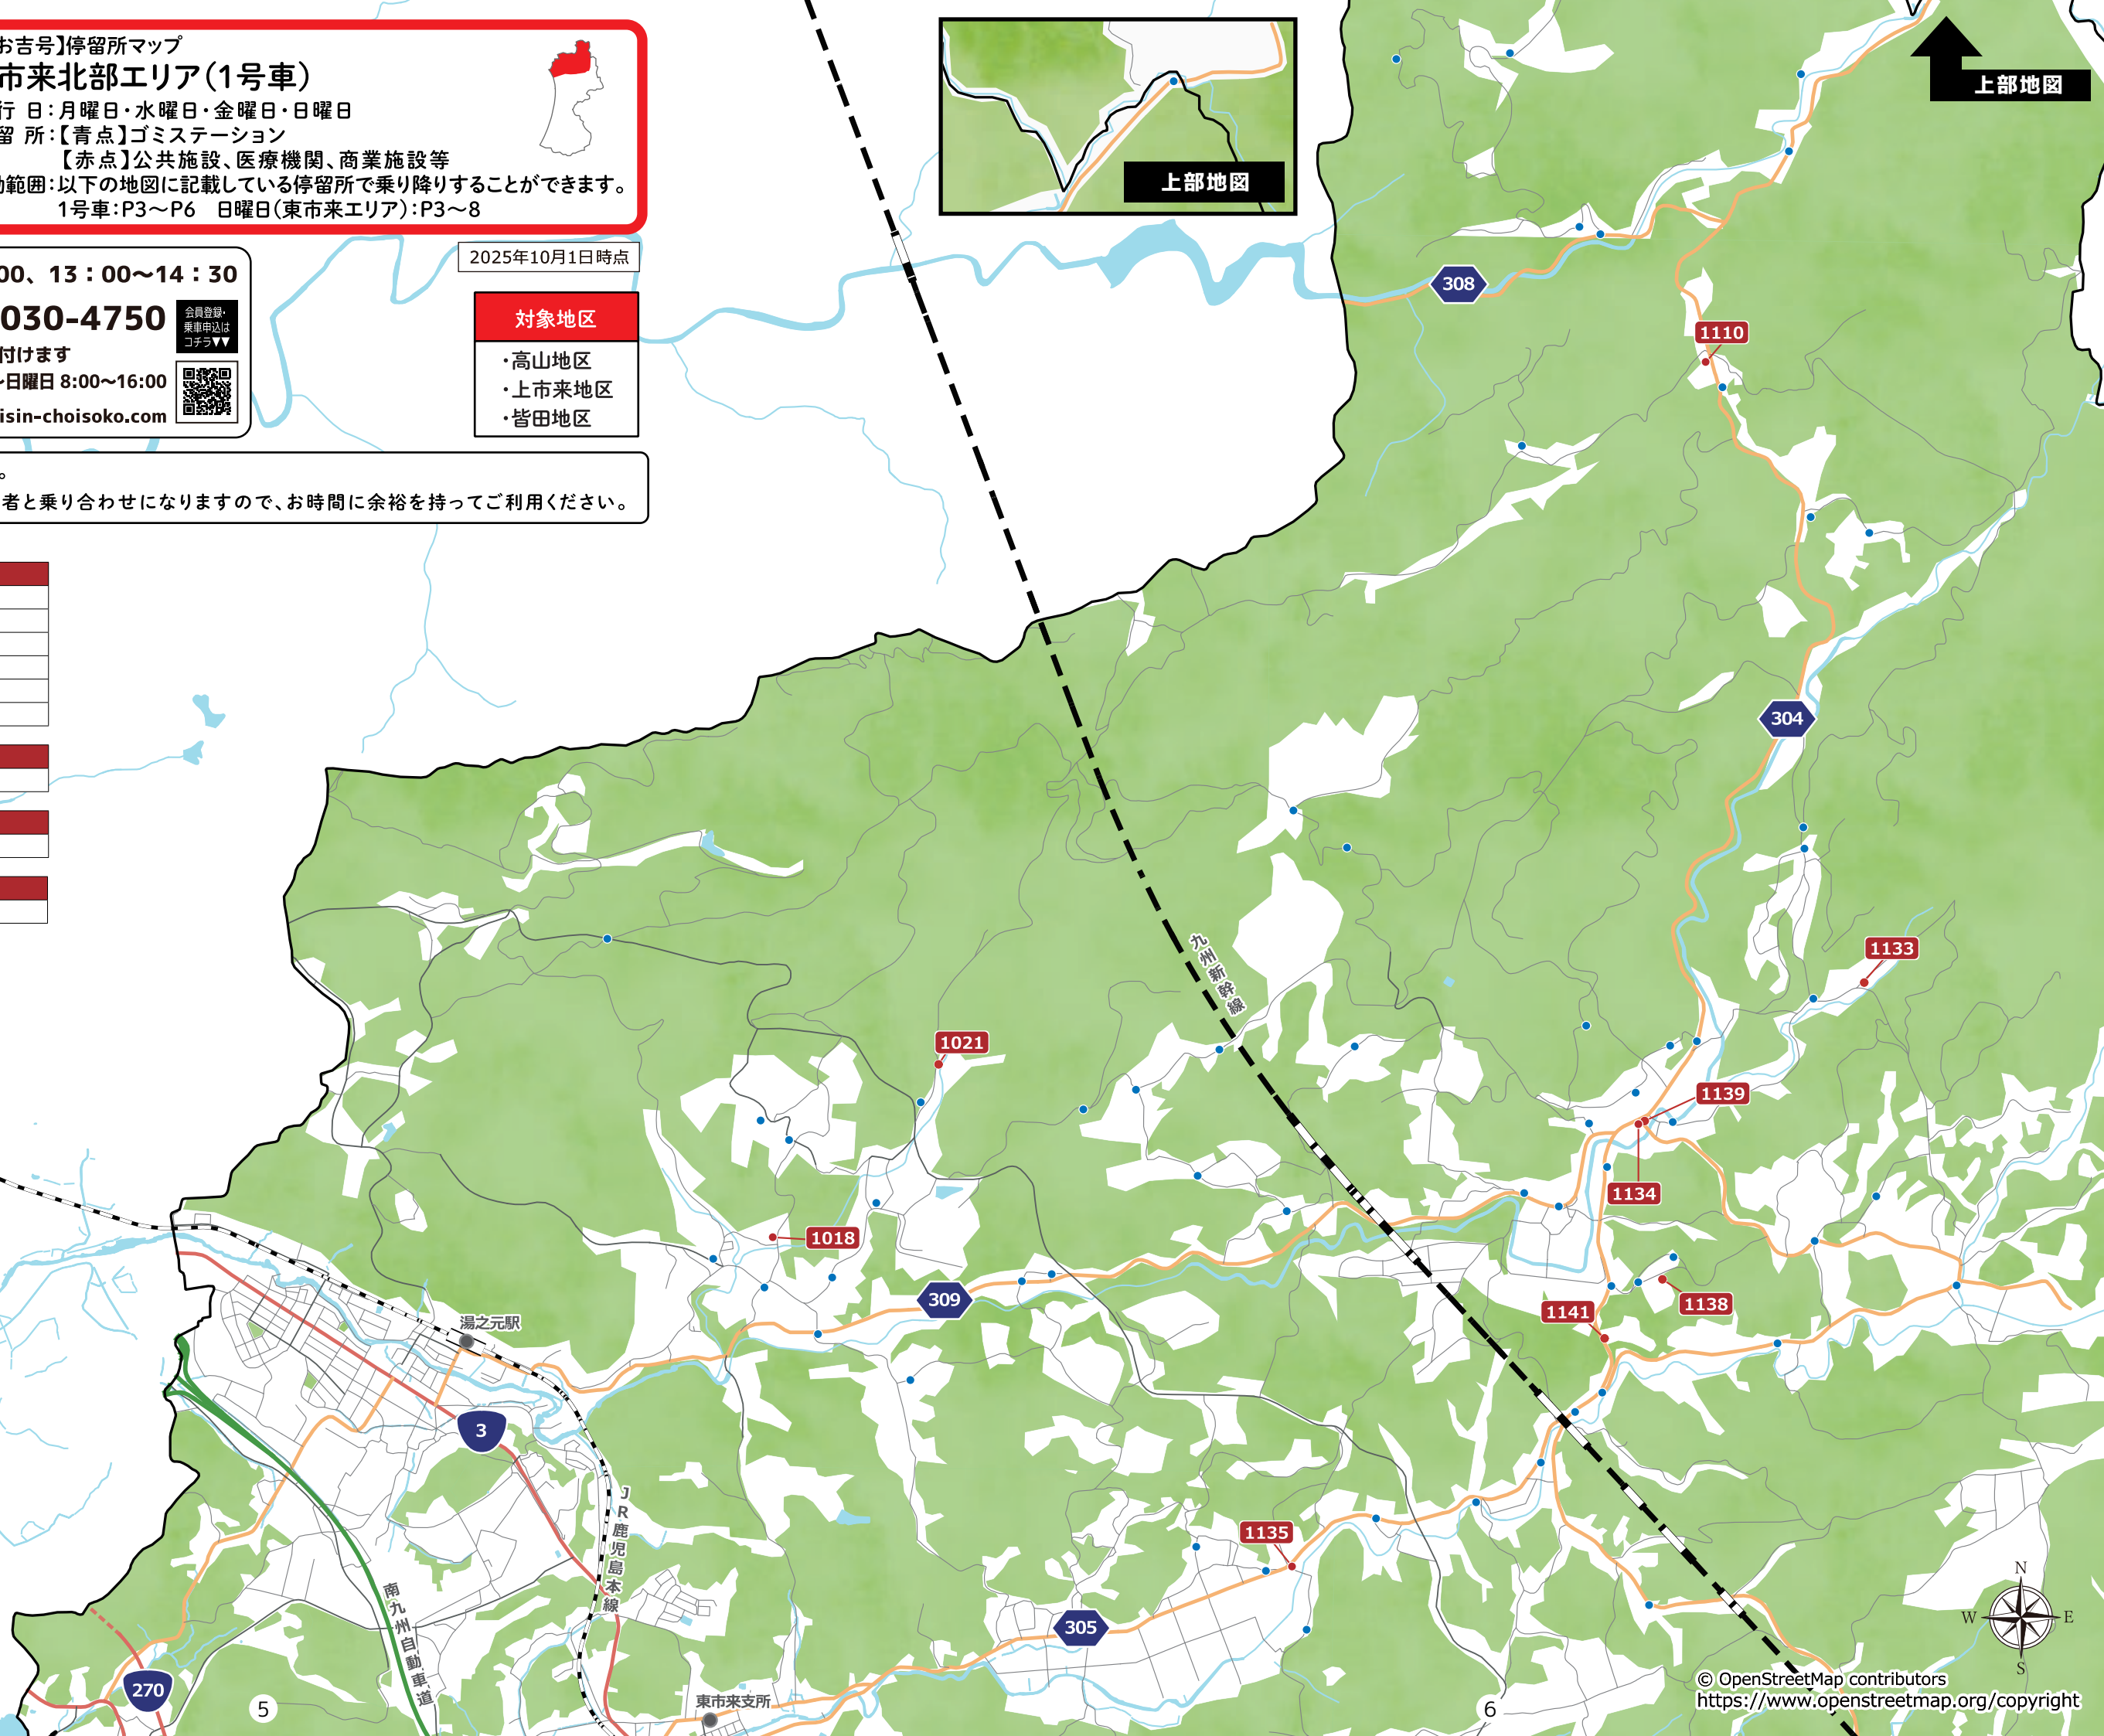 お吉号】停留所マップ
市来北部エリア（1号車）
行 日：月曜日・水曜日・金曜日・日曜日
留 所：【青点】ゴミステーション
【赤点】公共施設、医療機関、商業施設等
範囲：以下の地図に記載している停留所で乗り降りすることができます。
1号車：P3〜P6　日曜日（東市来エリア）：P3〜8
2025年10月1日時点
00、13：00〜14：30
030-4750
会員登録・
乗車申込は
コチラ▼▼
付けます
日曜日 8:00〜16:00
isin-choisoko.com
対象地区
・高山地区
・上市来地区
・皆田地区
。
者と乗り合わせになりますので、お時間に余裕を持ってご利用ください。
上部地図
上部地図
308
1110
304
九州新幹線
1133
1021
1139
1134
1018
309
1138
1141
湯之元駅
3
JR鹿児島本線
1135
南九州自動車道
305
270
5
東市来支所
6
N
W
E
S
© OpenStreetMap contributors
https://www.openstreetmap.org/copyright